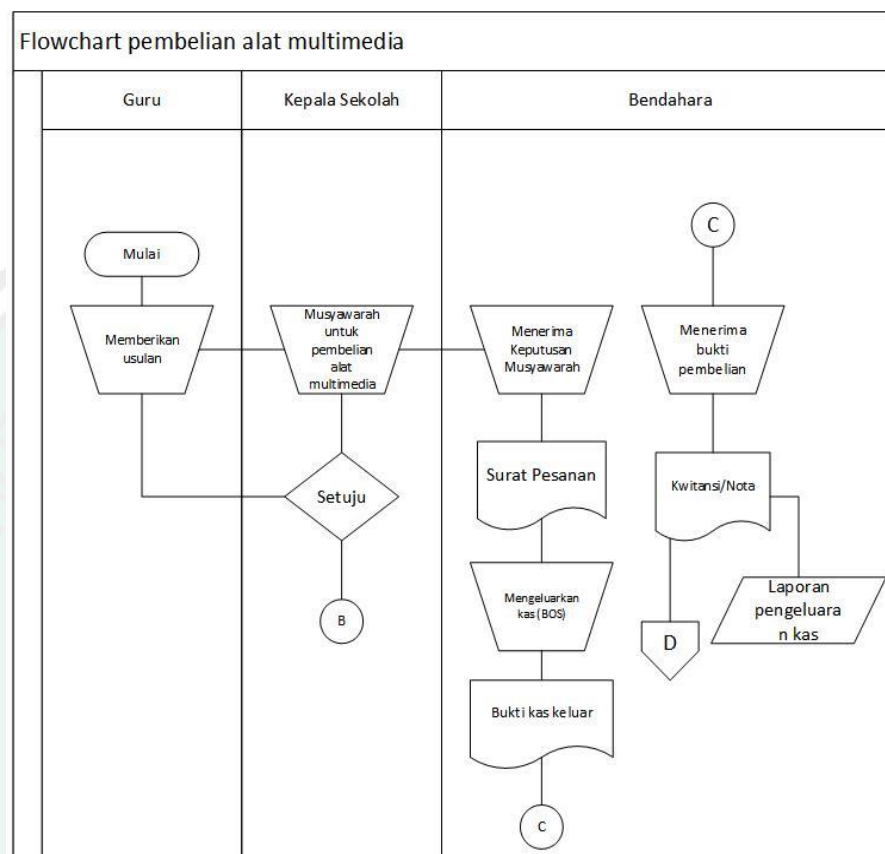 Flowchart pembelian alat multimedia
Guru
Kepala Sekolah
Bendahara
Mulai
Memberikan
usulan
Musyawarah
untuk
pembelian
alat
multimedia
Setuju
B
Menerima
Keputusan
Musyawarah
Surat Pesanan
Mengeluarkan
kas (BOS)
Bukti kas keluar
C
C
Menerima
bukti
pembelian
Kwitansi/Nota
D
Laporan
pengeluara
n kas